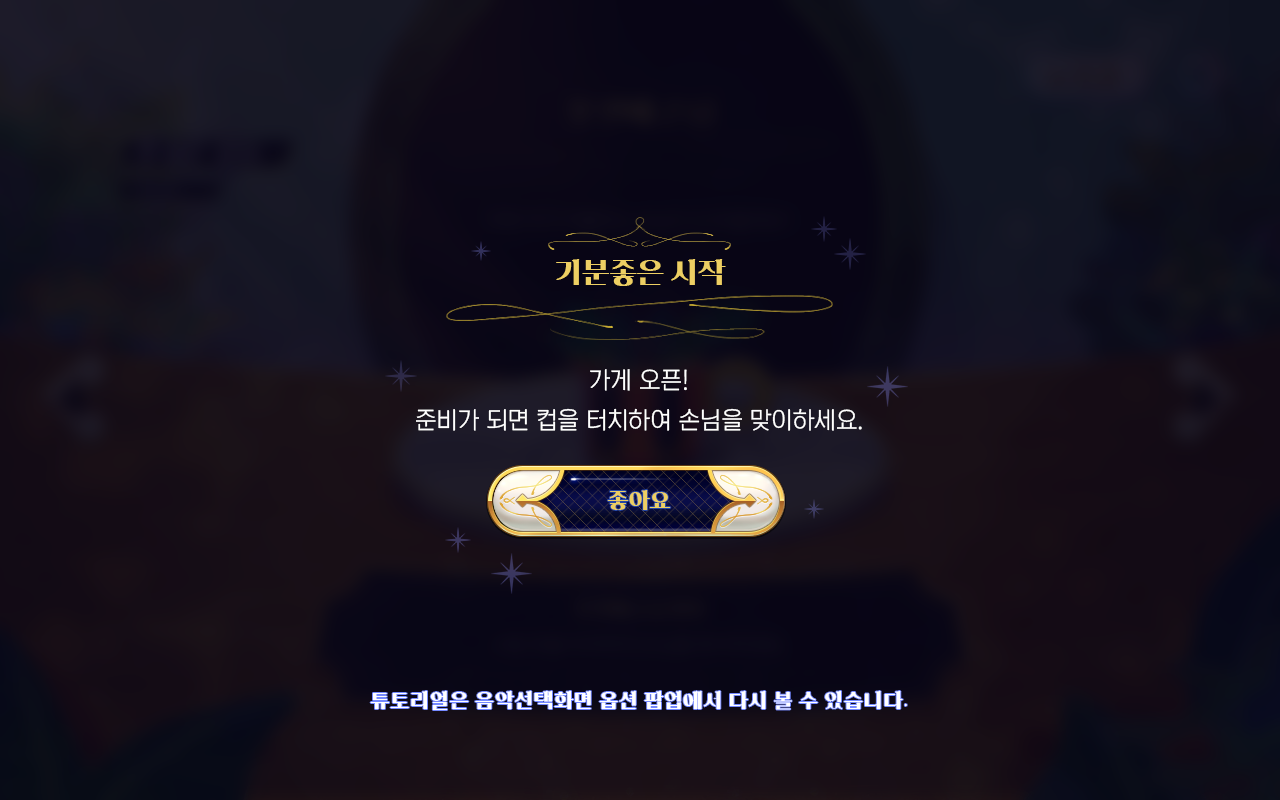 기분좋은 시작
가게 오픈!
준비가 되면 컵을 터치하여 손님을 맞이하세요.
좋아요
튜토리얼은 음악선택화면 옵션 팝업에서 다시 볼 수 있습니다.